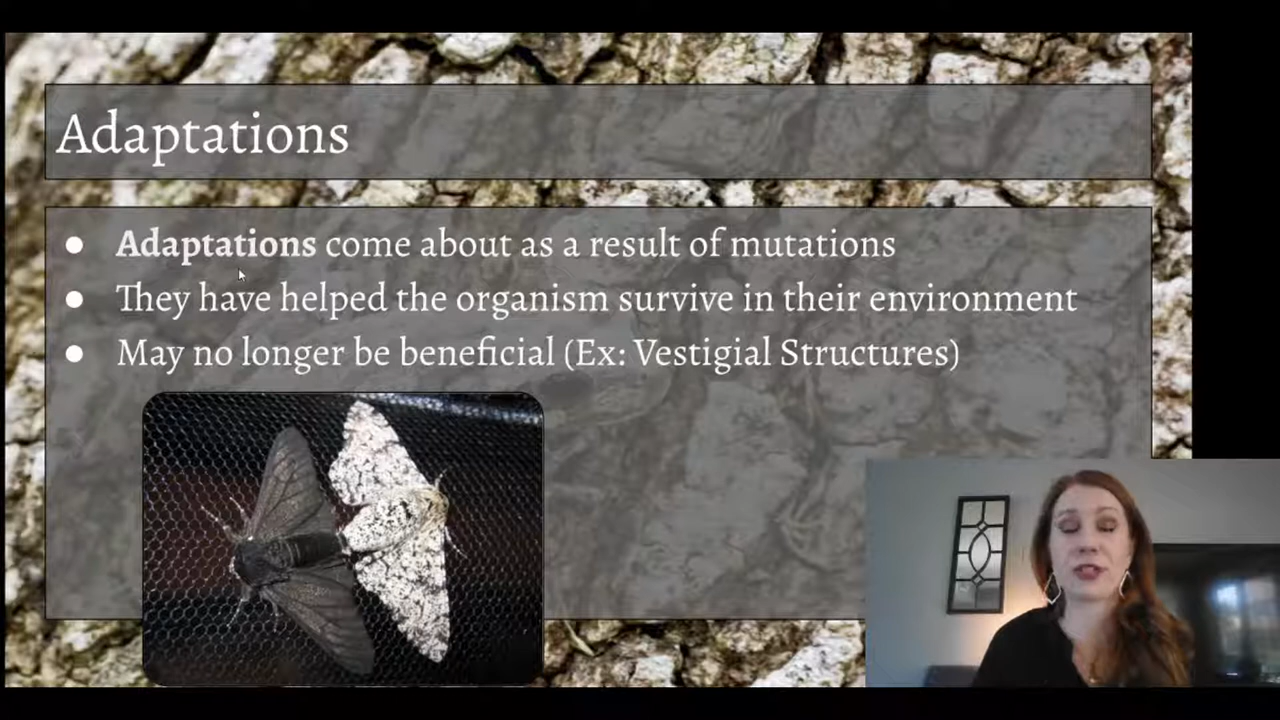 Adaptations
● Adaptations come about as a result of mutations
● They have helped the organism survive in their environment
● May no longer be beneficial (Ex: Vestigial Structures)